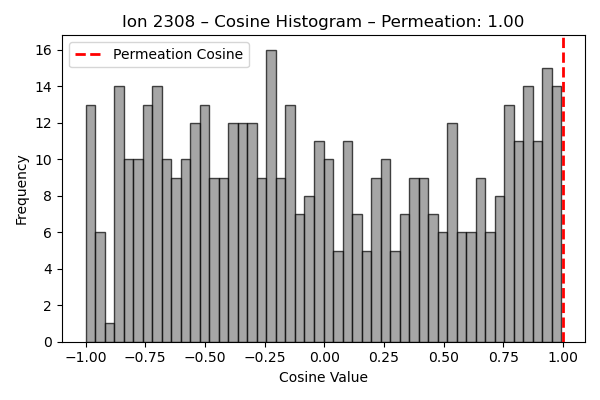 Ion 2308 – Cosine Histogram – Permeation: 1.00
Permeation Cosine
Frequency
16
14
12
10
8
6
4
2
0
−1.00 −0.75 −0.50 −0.25 0.00 0.25 0.50 0.75 1.00
Cosine Value